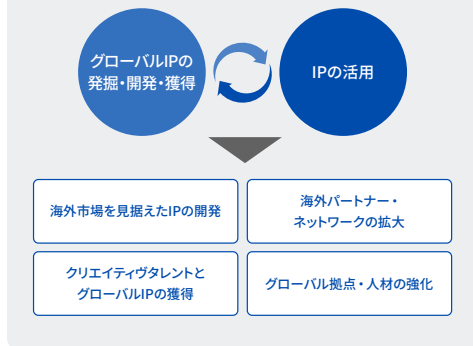 グローバルIPの
発掘・開発・獲得
IPの活用
海外市場を見据えたIPの開発
海外パートナー・
ネットワークの拡大
クリエイティヴタレントと
グローバルIPの獲得
グローバル拠点・人材の強化